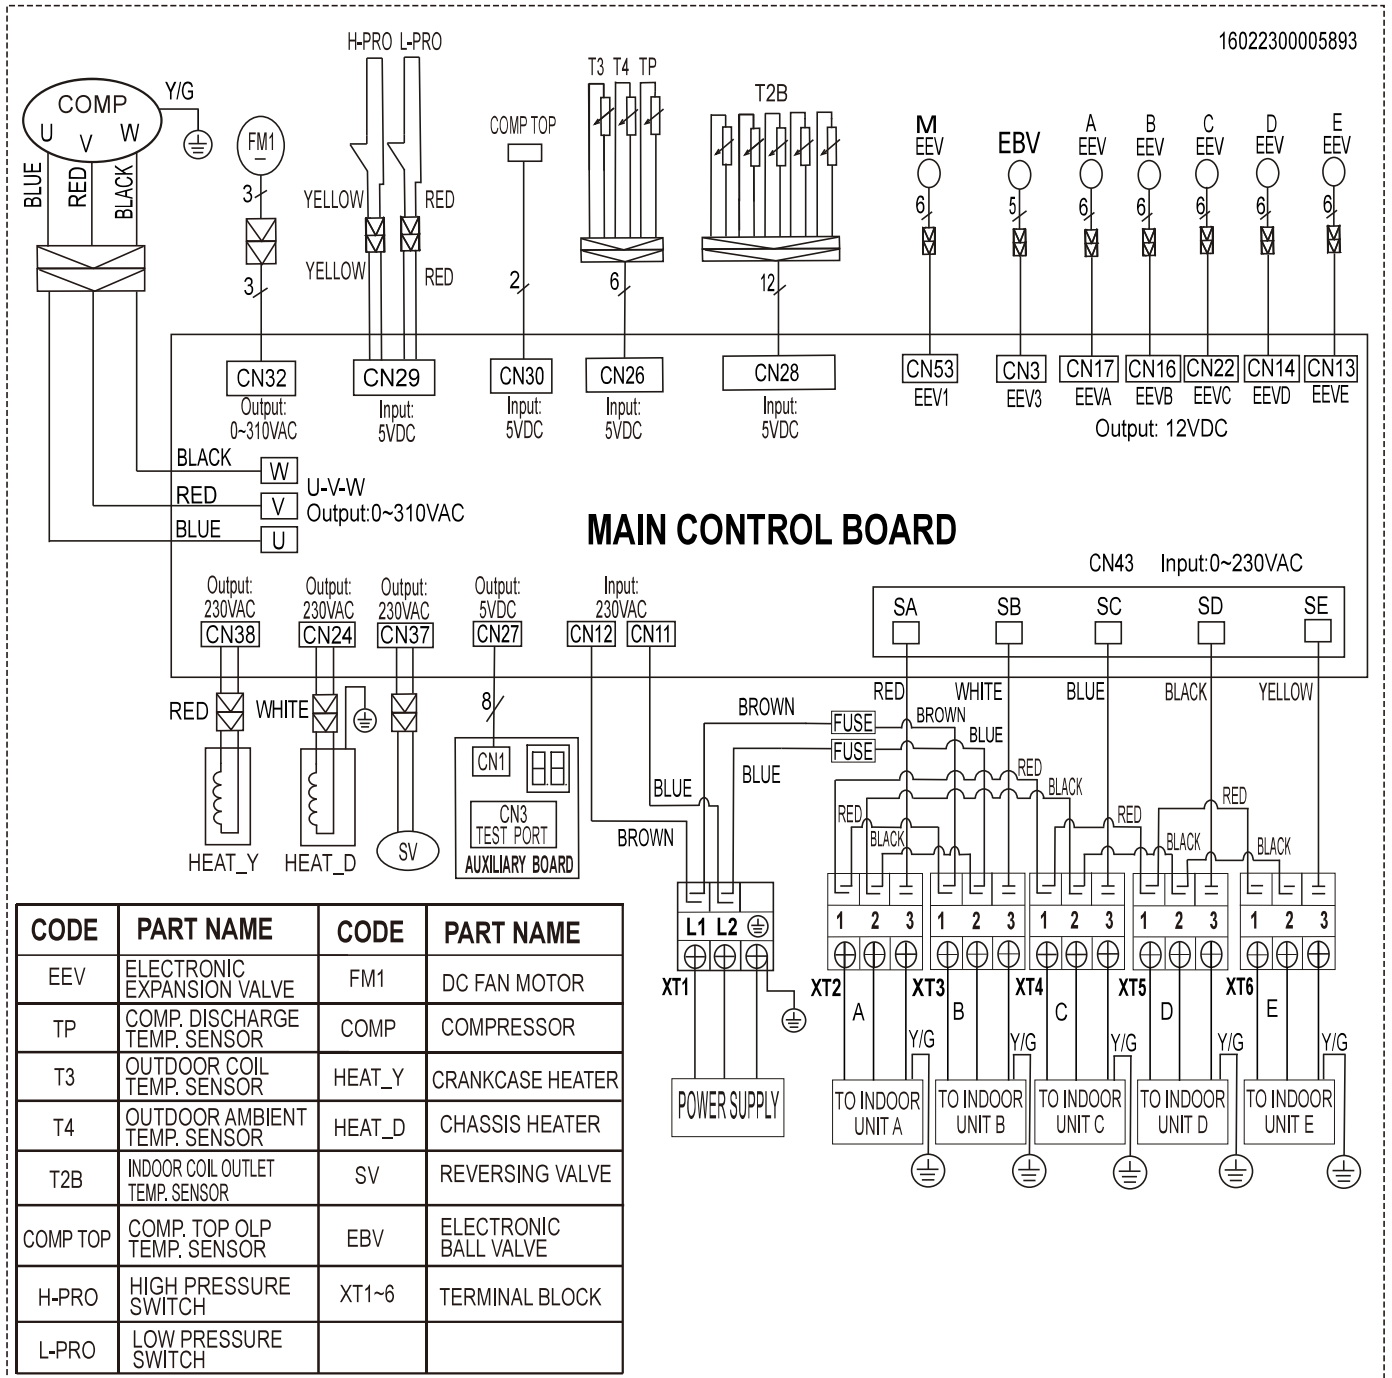 16022300005893
H-PRO L-PRO
T3 T4 TP
T2B
COMP
U V W
Y/G
FM1
COMP TOP
M
EEV
EBV
A
EEV
B
EEV
C
EEV
D
EEV
E
EEV
BLUE
RED
BLACK
3
YELLOW
RED
6
5
6
6
6
6
6
3
YELLOW
RED
2
6
12
CN32
Output:
0~310VAC
CN29
Input:
5VDC
CN30
Input:
5VDC
CN26
Input:
5VDC
CN28
Input:
5VDC
CN53
EEV1
CN3
EEV3
CN17
EEVA
CN16
EEVB
CN22
EEVC
CN14
EEVD
CN13
EEVE
Output: 12VDC
BLACK
W
RED
V
BLUE
U
U-V-W
Output:0~310VAC
MAIN CONTROL BOARD
CN43 Input:0~230VAC
SA SB SC SD SE
Output:
230VAC
CN38
Output:
230VAC
CN24
Output:
230VAC
CN37
Output:
5VDC
CN27
Input:
230VAC
CN12 CN11
RED
WHITE
BLUE
BLACK
YELLOW
RED
WHITE
8
BROWN
FUSE
BROWN
FUSE
BLUE
BLUE
BLUE
BROWN
RED
BLACK
RED
BLACK
RED
BLACK
RED
BLACK
CN1
CN3
TEST PORT
AUXILIARY BOARD
HEAT_Y
HEAT_D
SV
L1 L2
XT1
1 2 3
XT2
1 2 3
XT3
1 2 3
XT4
1 2 3
XT5
1 2 3
XT6
A
B
C
D
E
Y/G
Y/G
Y/G
Y/G
Y/G
POWER SUPPLY
TO INDOOR
UNIT A
TO INDOOR
UNIT B
TO INDOOR
UNIT C
TO INDOOR
UNIT D
TO INDOOR
UNIT E
CODE PART NAME CODE PART NAME
EEV ELECTRONIC
EXPANSION VALVE
FM1 DC FAN MOTOR
TP COMP. DISCHARGE
TEMP. SENSOR
COMP COMPRESSOR
T3 OUTDOOR COIL
TEMP. SENSOR
HEAT_Y CRANKCASE HEATER
T4 OUTDOOR AMBIENT
TEMP. SENSOR
HEAT_D CHASSIS HEATER
T2B INDOOR COIL OUTLET
TEMP. SENSOR
SV REVERSING VALVE
COMP TOP COMP. TOP OLP
TEMP. SENSOR
EBV ELECTRONIC
BALL VALVE
H-PRO HIGH PRESSURE
SWITCH
XT1~6 TERMINAL BLOCK
L-PRO LOW PRESSURE
SWITCH